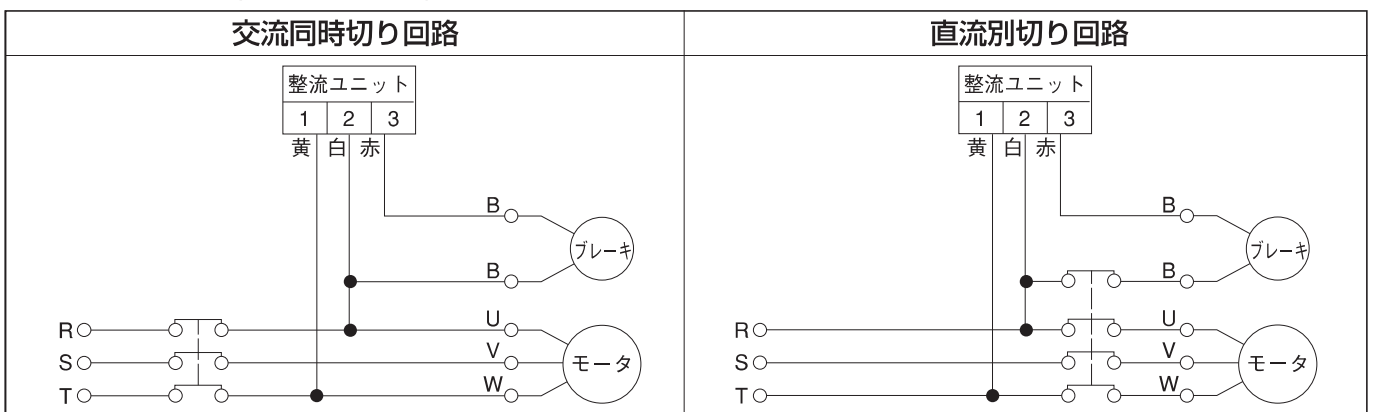 交流同時切り回路
整流ユニット
1 2 3
黄 白 赤
B
ブレーキ
B
R U
S V モータ
T W
直流別切り回路
整流ユニット
1 2 3
黄 白 赤
B
ブレーキ
B
R U
S V モータ
T W